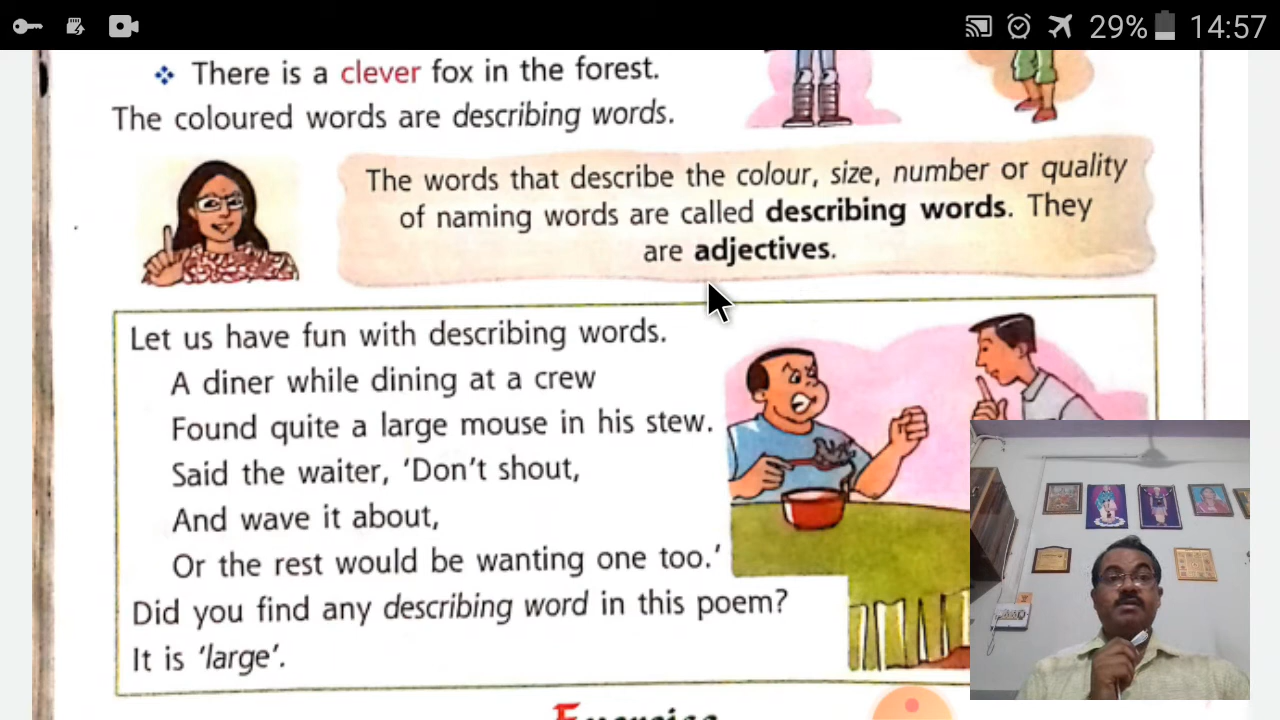 29% 14:57
❖ There is a clever fox in the forest.
The coloured words are describing words.
The words that describe the colour, size, number or quality
of naming words are called describing words. They
are adjectives.
Let us have fun with describing words.
A diner while dining at a crew
Found quite a large mouse in his stew.
Said the waiter, ‘Don’t shout,
And wave it about,
Or the rest would be wanting one too.’
Did you find any describing word in this poem?
It is ‘large’.
Exercise